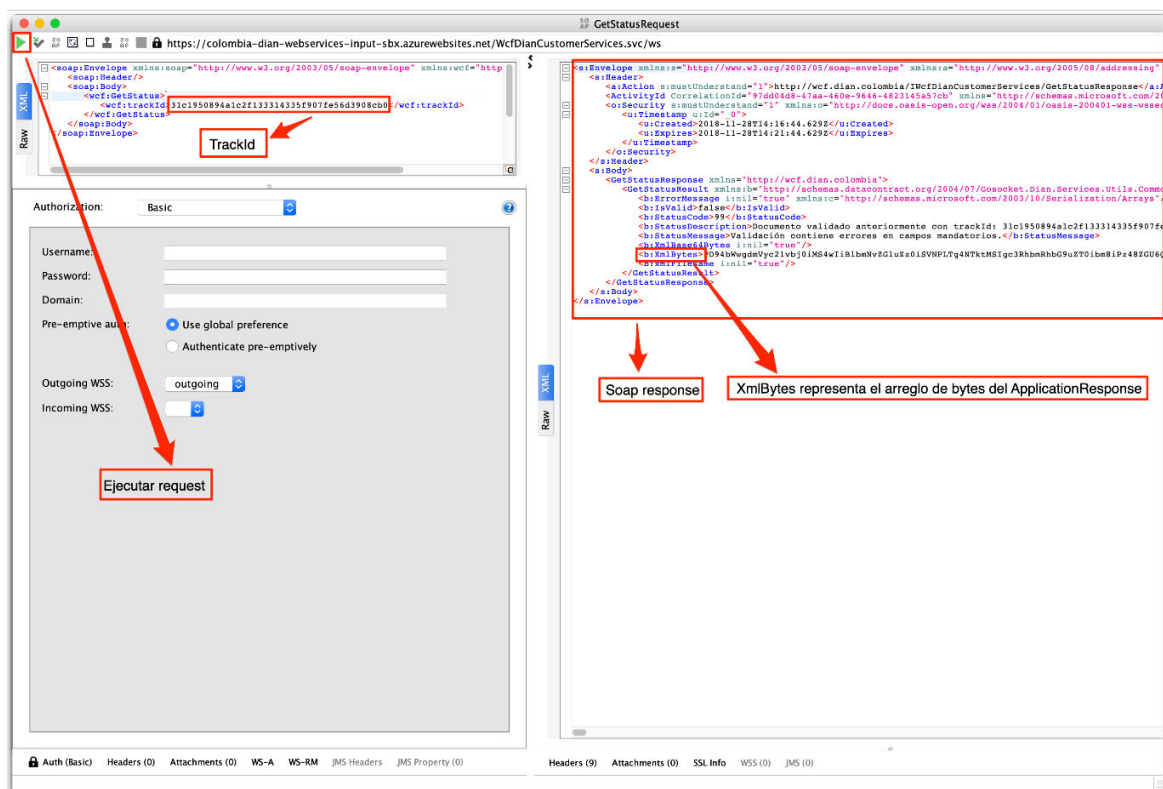 GetStatusRequest
https://colombia-dian-webservices-input-sbx.azurewebsites.net/WcfDianCustomerServices.svc/ws
<soap:Envelope xmlns:soap="http://www.w3.org/2003/05/soap-envelope" xmlns:wcf="http
<soap:Header/>
<soap:Body>
<wcf:GetStatus>
<wcf:trackId>31c1950894a1c2f133314335f907fe56d3908cb0</wcf:trackId>
</wcf:GetStatus>
</soap:Body>
</soap:Envelope>
XML
Raw
TrackId
Authorization:
Basic
Username:
Password:
Domain:
Pre-emptive auth:
Use global preference
Authenticate pre-emptively
Outgoing WSS:
outgoing
Incoming WSS:
Ejecutar request
Auth (Basic) Headers (0) Attachments (0) WS-A WS-RM JMS Headers JMS Property (0)
<s:Envelope xmlns:s="http://www.w3.org/2003/05/soap-envelope" xmlns:a="http://www.w3.org/2005/08/addressing"
<s:Header>
<a:Action s:mustUnderstand="1">http://wcf.dian.colombia/IWcfDianCustomerServices/GetStatusResponse</a:A
<ActivityId CorrelationId="97dd04d8-47aa-460e-9646-4823145a57cb" xmlns="http://schemas.microsoft.com/20
<o:Security s:mustUnderstand="1" xmlns:o="http://docs.oasis-open.org/wss/2004/01/oasis-200401-wss-wssec
<u:Timestamp u:Id="_0">
<u:Created>2018-11-28T14:16:44.629Z</u:Created>
<u:Expires>2018-11-28T14:21:44.629Z</u:Expires>
</u:Timestamp>
</o:Security>
</s:Header>
<s:Body>
<GetStatusResponse xmlns="http://wcf.dian.colombia">
<GetStatusResult xmlns:b="http://schemas.datacontract.org/2004/07/Gosocket.Dian.Services.Utils.Commo
<b:ErrorMessage i:nil="true" xmlns:c="http://schemas.microsoft.com/2003/10/Serialization/Arrays"/
<b:IsValid>false</b:IsValid>
<b:StatusCode>99</b:StatusCode>
<b:StatusDescription>Documento validado anteriormente con trackId: 31c1950894a1c2f133314335f907fe
<b:StatusMessage>Validación contiene errores en campos mandatorios.</b:StatusMessage>
<b:XmlBase64Bytes i:nil="true"/>
<b:XmlBytes>
<b:XmlFileName i:nil="true"/>
</GetStatusResult>
</GetStatusResponse>
</s:Body>
</s:Envelope>
XML
Raw
Soap response
XmlBytes representa el arreglo de bytes del ApplicationResponse
Headers (9) Attachments (0) SSL Info WSS (0) JMS (0)